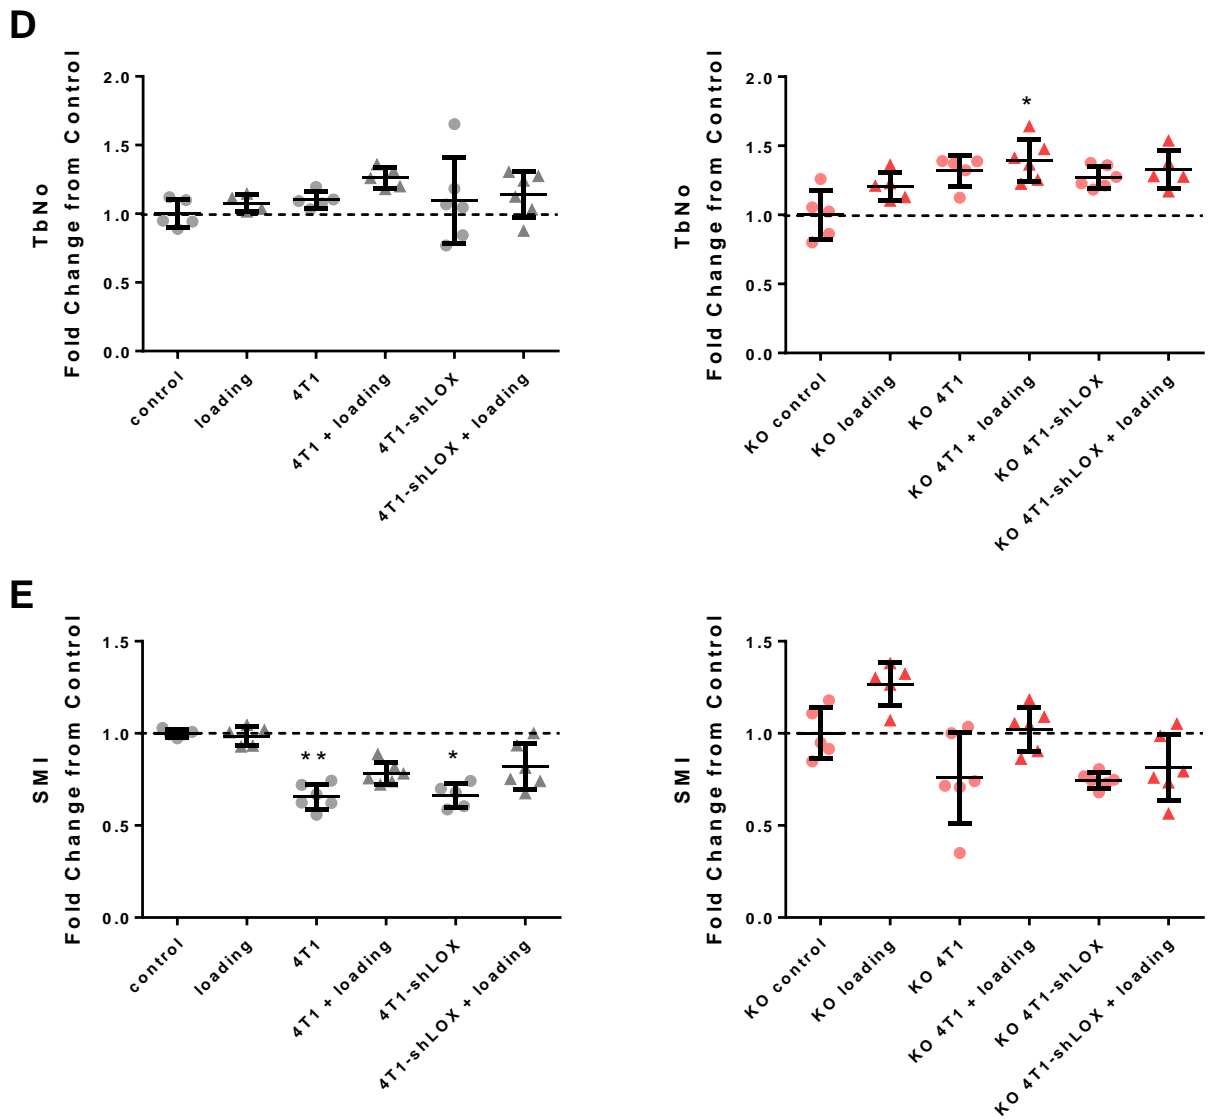 D
TbNo
Fold Change from Control
2.0
1.5
1.0
0.5
0.0
control
loading
4T1
4T1 + loading
4T1-shLOX
4T1-shLOX + loading
TbNo
Fold Change from Control
2.0
1.5
1.0
0.5
0.0
*
KO control
KO loading
KO 4T1
KO 4T1 + loading
KO 4T1-shLOX
KO 4T1-shLOX + loading
E
SMI
Fold Change from Control
1.5
1.0
0.5
0.0
**
*
control
loading
4T1
4T1 + loading
4T1-shLOX
4T1-shLOX + loading
SMI
Fold Change from Control
1.5
1.0
0.5
0.0
KO control
KO loading
KO 4T1
KO 4T1 + loading
KO 4T1-shLOX
KO 4T1-shLOX + loading